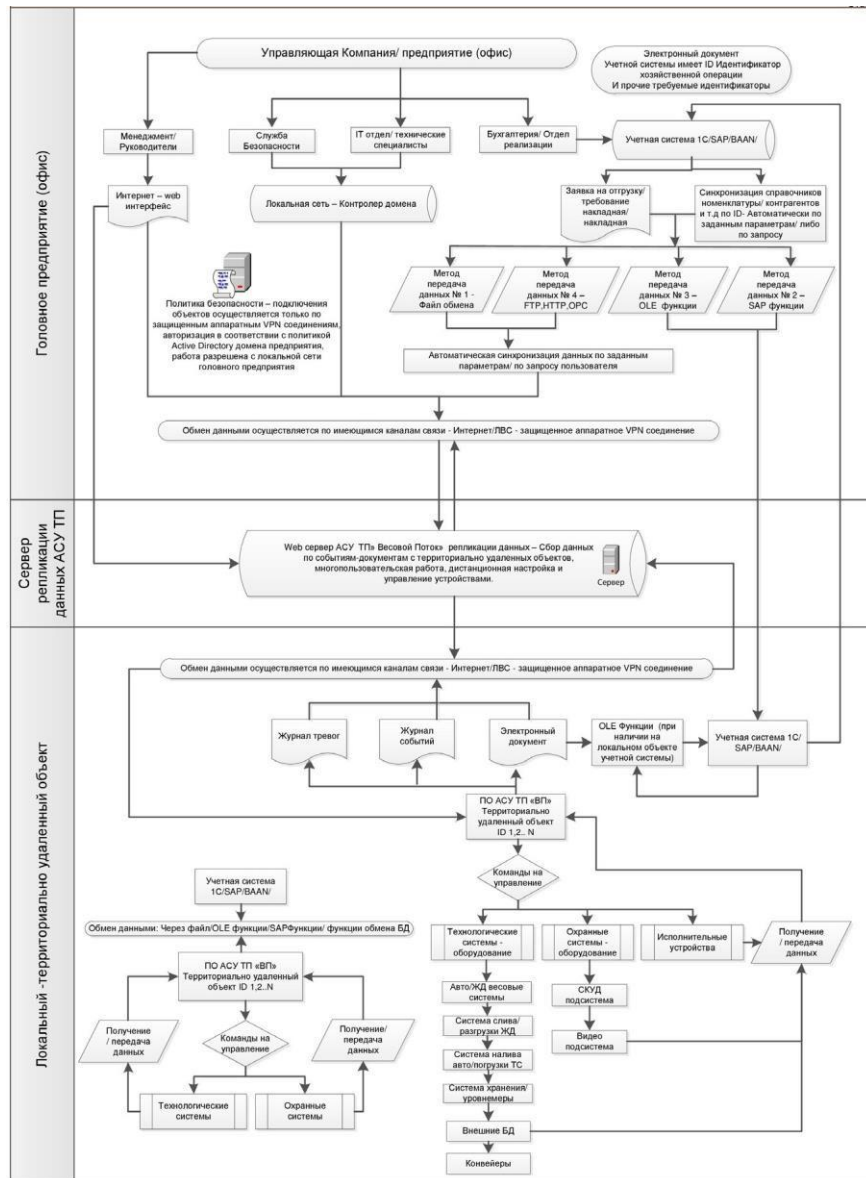 Головное предприятие (офис)
Управляющая Компания/ предприятие (офис)
Электронный документ
Учетной системы имеет ID Идентификатор
хозяйственной операции
И прочие требуемые идентификаторы
Менеджмент/
Руководители
Служба
Безопасности
IT отдел/ технические
специалисты
Бухгалтерия/ Отдел
реализации
Учетная система 1С/SAP/BAAN/
Интернет – web
интерфейс
Локальная сеть – Контролер домена
Заявка на отгрузку/
требование
накладная/
накладная
Синхронизация справочников
номенклатуры/ контрагентов
и т.д по ID- Автоматически по
заданным параметрам/ либо
по запросу
Политика безопасности – подключения
объектов осуществляется только по
защищенным аппаратным VPN соединениям,
авторизация в соответствии с политикой
Active Directory домена предприятия,
работа разрешена с локальной сети
головного предприятия
Метод
передача
данных № 1 -
Файл обмена
Метод
передача
данных № 4 –
FTP,HTTP,OPC
Метод
передача
данных № 3 –
OLE функции
Метод
передача
данных № 2 –
SAP функции
Автоматическая синхронизация данных по заданным
параметрам/ по запросу пользователя
Обмен данными осуществляется по имеющимся каналам связи - Интернет/ЛВС - защищенное аппаратное VPN соединение
Сервер
репликации
данных АСУ ТП
Web сервер АСУ ТП» Весовой Поток» репликации данных – Сбор данных
по событиям-документам с территориально удаленных объектов,
многопользовательская работа, дистанционная настройка и
управление устройствами.
Сервер
Локальный -территориально удаленный объект
Обмен данными осуществляется по имеющимся каналам связи - Интернет/ЛВС - защищенное аппаратное VPN соединение
Журнал тревог
Журнал
событий
Электронный
документ
OLE Функции (при
наличии на
локальном объекте
учетной системы)
Учетная система 1С/
SAP/BAAN/
ПО АСУ ТП «ВП»
Территориально
удаленный объект
ID 1,2.. N
Команды на
управление
Технологические
системы -
оборудование
Охранные
системы -
оборудование
Исполнительные
устройства
Получение
/ передача
данных
Авто/ЖД весовые
системы
Система слива/
разгрузки ЖД
Система налива
авто/погрузки ТС
Система хранения/
уровнемеры
Внешние БД
Конвейеры
СКУД
подсистема
Видео
подсистема
Учетная система
1С/SAP/BAAN/
Обмен данными: Через файл/OLE функции/SAPФункции/ функции обмена БД
ПО АСУ ТП «ВП»
Территориально удаленный
объект ID 1,2..N
Получение
/ передача
данных
Команды на
управление
Получение/
передача
данных
Технологические
системы
Охранные
системы